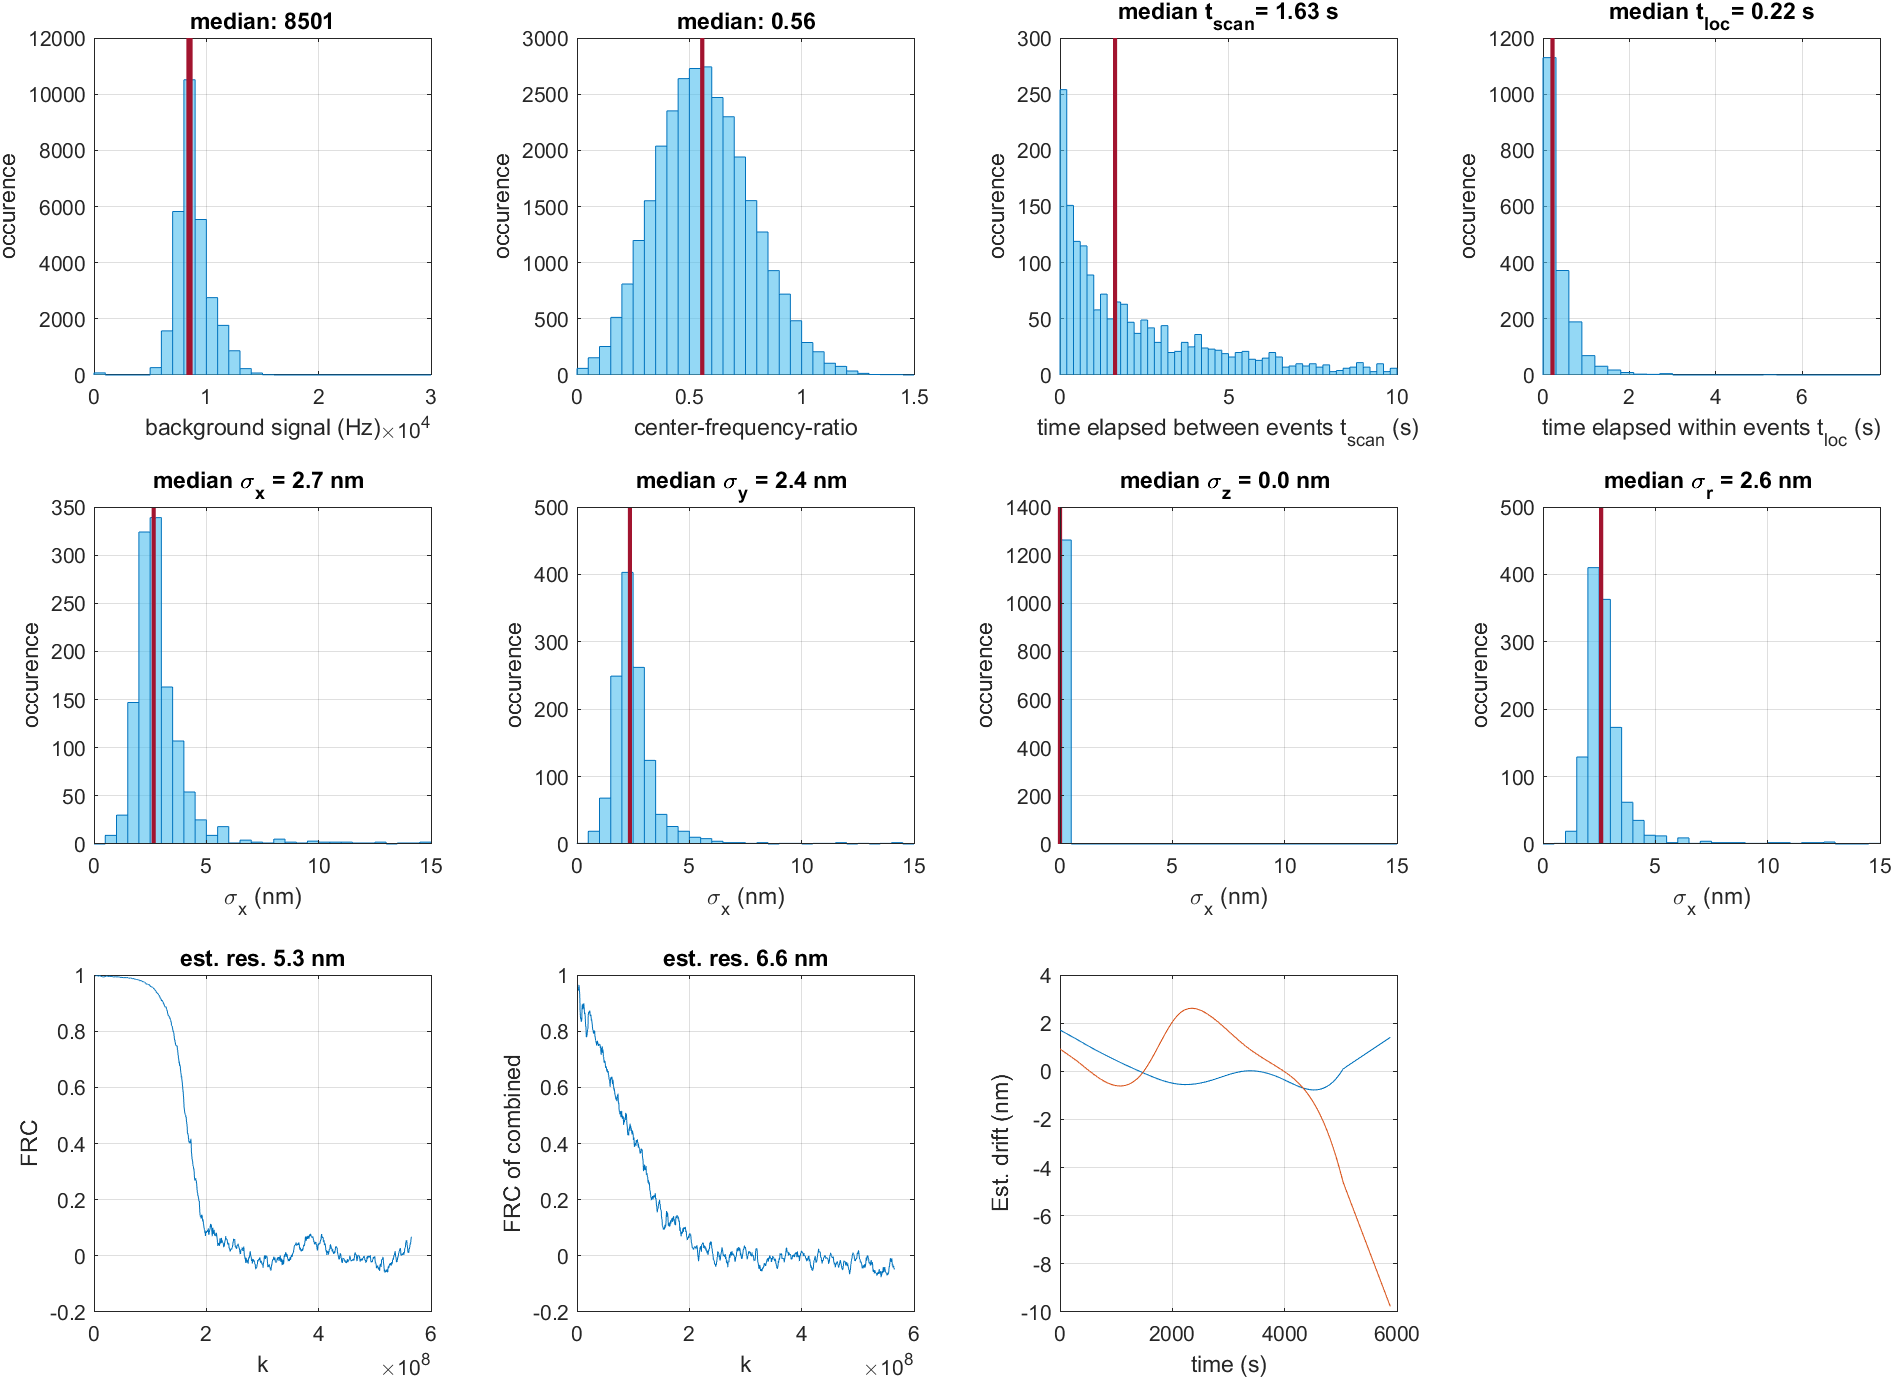 median: 8501
12000
10000
8000
6000
4000
2000
0
occurence
0 1 2 3
background signal (Hz) ×10^4
median: 0.56
3000
2500
2000
1500
1000
500
0
occurence
0 0.5 1 1.5
center-frequency-ratio
median t_scan= 1.63 s
300
250
200
150
100
50
0
occurence
0 5 10
time elapsed between events t_scan (s)
median t_loc= 0.22 s
1200
1000
800
600
400
200
0
occurence
0 2 4 6
time elapsed within events t_loc (s)
median σ_x = 2.7 nm
350
300
250
200
150
100
50
0
occurence
0 5 10 15
σ_x (nm)
median σ_y = 2.4 nm
500
400
300
200
100
0
occurence
0 5 10 15
σ_x (nm)
median σ_z = 0.0 nm
1400
1200
1000
800
600
400
200
0
occurence
0 5 10 15
σ_x (nm)
median σ_r = 2.6 nm
500
400
300
200
100
0
occurence
0 5 10 15
σ_x (nm)
est. res. 5.3 nm
1
0.8
0.6
0.4
0.2
0
-0.2
FRC
0 2 4 6
k ×10^8
est. res. 6.6 nm
1
0.8
0.6
0.4
0.2
0
-0.2
FRC of combined
0 2 4 6
k ×10^8
4
2
0
-2
-4
-6
-8
-10
Est. drift (nm)
0 2000 4000 6000
time (s)